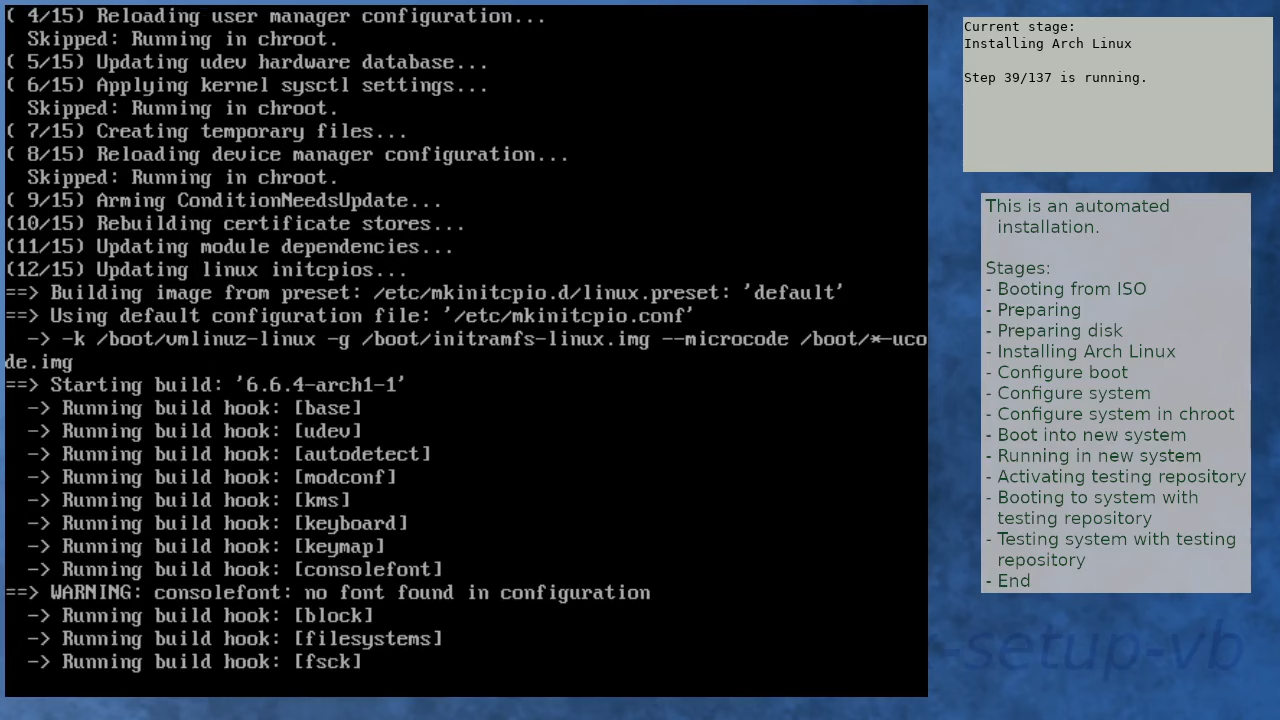 ( 4/15) Reloading user manager configuration...
  Skipped: Running in chroot.
( 5/15) Updating udev hardware database...
( 6/15) Applying kernel sysctl settings...
  Skipped: Running in chroot.
( 7/15) Creating temporary files...
( 8/15) Reloading device manager configuration...
  Skipped: Running in chroot.
( 9/15) Arming ConditionNeedsUpdate...
(10/15) Rebuilding certificate stores...
(11/15) Updating module dependencies...
(12/15) Updating linux initcpios...
==> Building image from preset: /etc/mkinitcpio.d/linux.preset: 'default'
==> Using default configuration file: '/etc/mkinitcpio.conf'
  -> -k /boot/vmlinuz-linux -g /boot/initramfs-linux.img --microcode /boot/*-uco
de.img
==> Starting build: '6.6.4-arch1-1'
  -> Running build hook: [base]
  -> Running build hook: [udev]
  -> Running build hook: [autodetect]
  -> Running build hook: [modconf]
  -> Running build hook: [kms]
  -> Running build hook: [keyboard]
  -> Running build hook: [keymap]
  -> Running build hook: [consolefont]
==> WARNING: consolefont: no font found in configuration
  -> Running build hook: [block]
  -> Running build hook: [filesystems]
  -> Running build hook: [fsck]
Current stage:
Installing Arch Linux
Step 39/137 is running.
This is an automated
installation.
Stages:
- Booting from ISO
- Preparing
- Preparing disk
- Installing Arch Linux
- Configure boot
- Configure system
- Configure system in chroot
- Boot into new system
- Running in new system
- Activating testing repository
- Booting to system with
testing repository
- Testing system with testing
repository
- End
-setup-vb